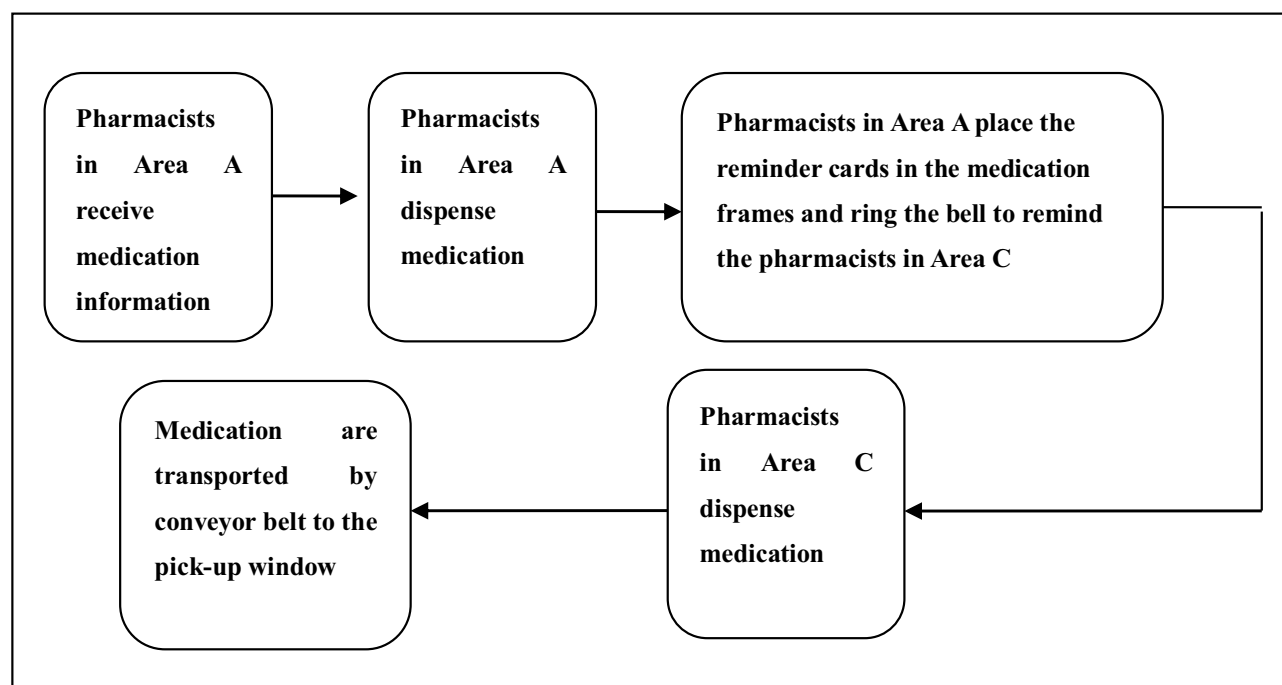 Pharmacists
in Area A
receive
medication
information
Pharmacists
in Area A
dispense
medication
Pharmacists in Area A place the
reminder cards in the medication
frames and ring the bell to remind
the pharmacists in Area C
Pharmacists
in Area C
dispense
medication
Medication are
transported by
conveyor belt to the
pick-up window